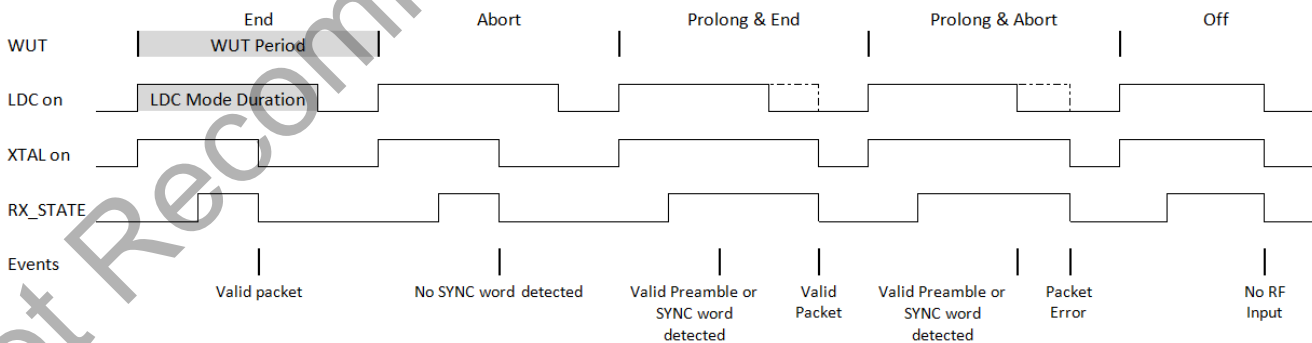 End Abort Prolong & End Prolong & Abort Off
WUT
WUT Period
LDC on
LDC Mode Duration
XTAL on
RX_STATE
Events
Valid packet
No SYNC word detected
Valid Preamble or
SYNC word
detected
Valid
Packet
Valid Preamble or
SYNC word
detected
Packet
Error
No RF
Input